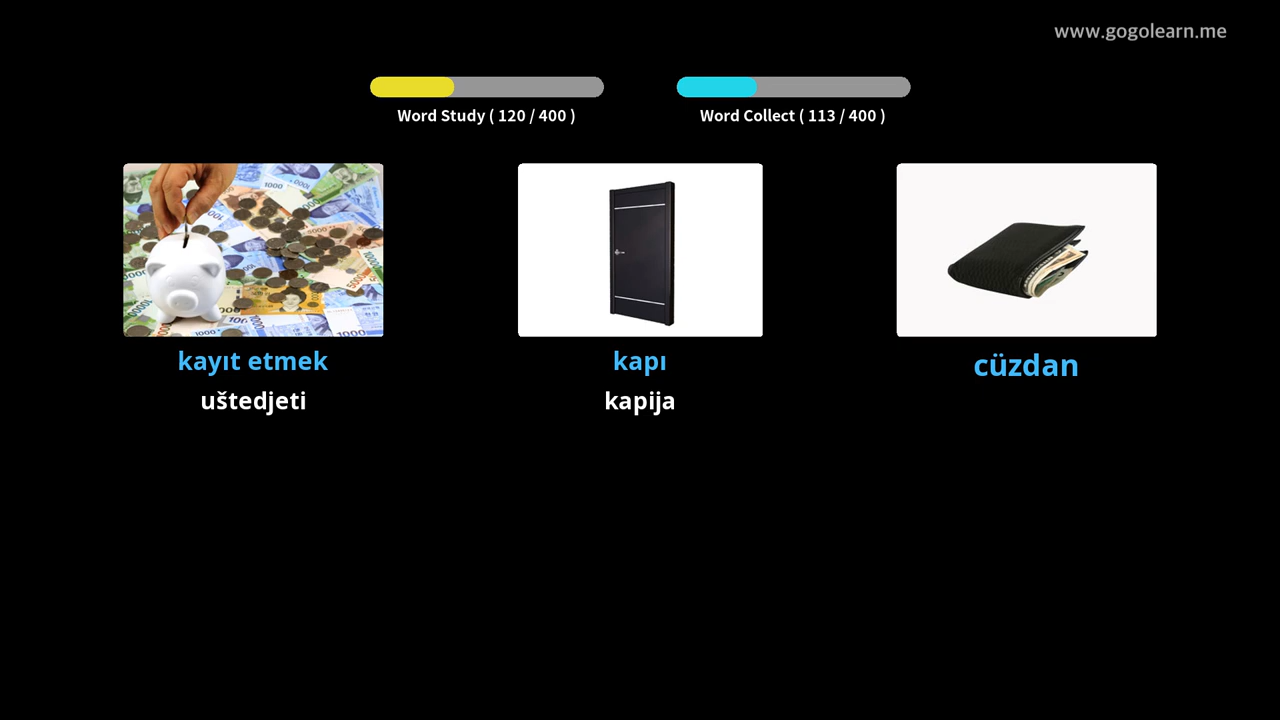 www.gogolearn.me
Word Study ( 120 / 400 )
Word Collect ( 113 / 400 )
kayıt etmek
kapı
cüzdan
uštedjeti
kapija